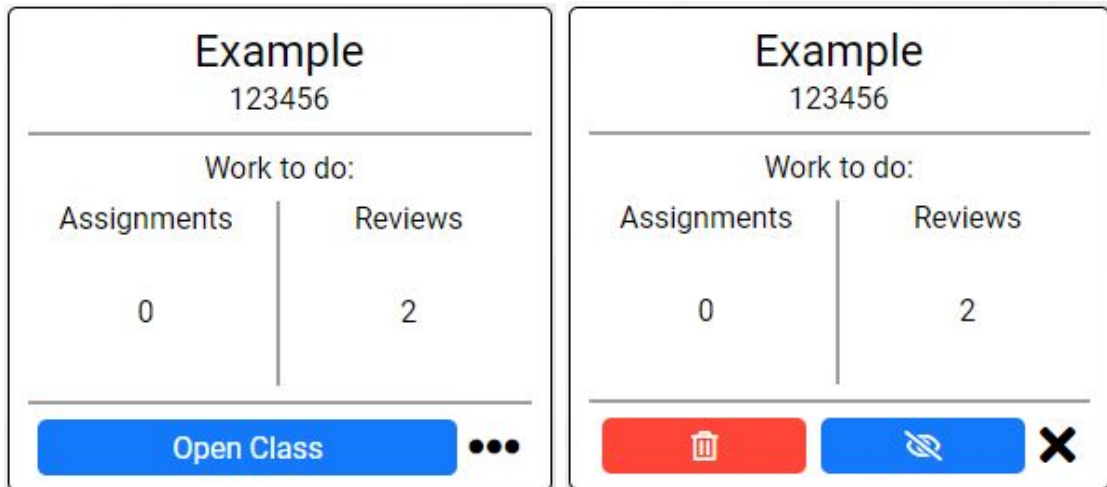 Example
123456
Work to do:
Assignments
Reviews
0
2
Open Class
Example
123456
Work to do:
Assignments
Reviews
0
2